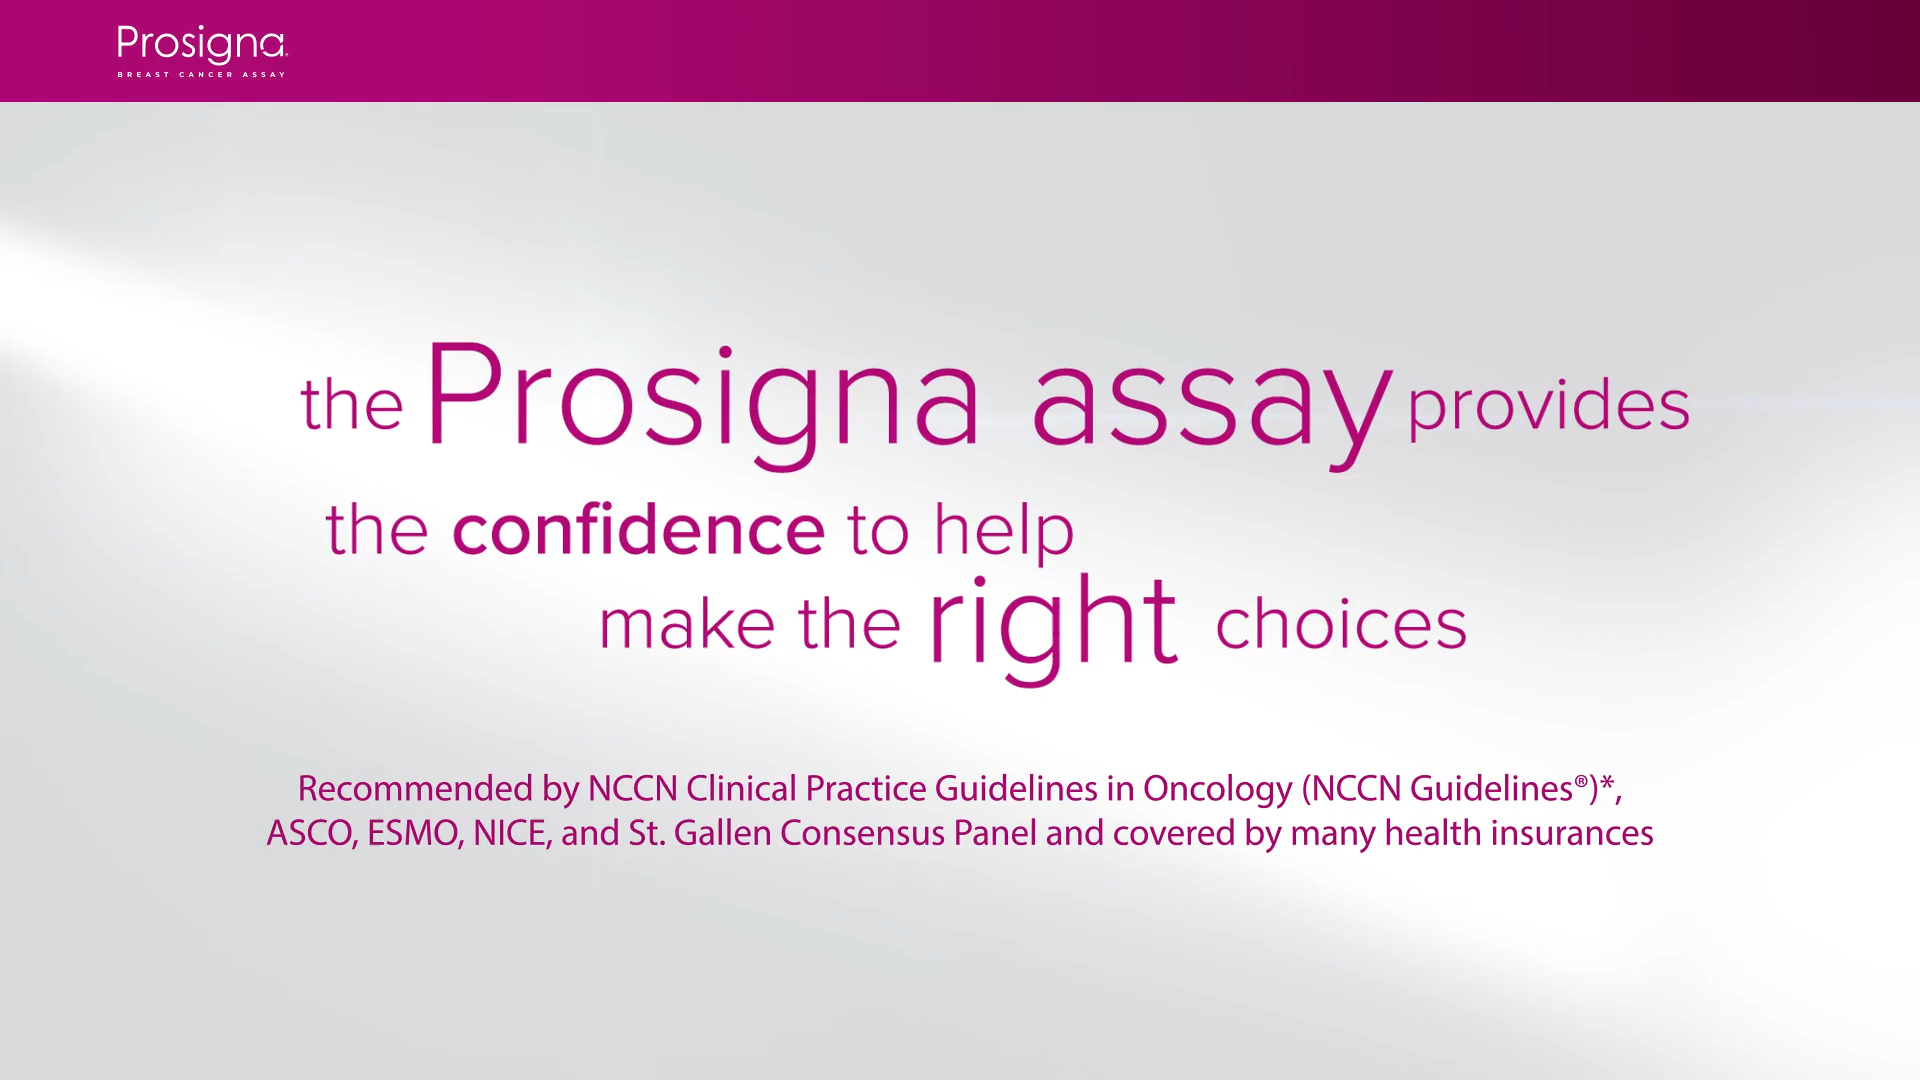 Prosigna®
BREAST CANCER ASSAY
the Prosigna assay provides
the confidence to help
make the right choices
Recommended by NCCN Clinical Practice Guidelines in Oncology (NCCN Guidelines®)*,
ASCO, ESMO, NICE, and St. Gallen Consensus Panel and covered by many health insurances